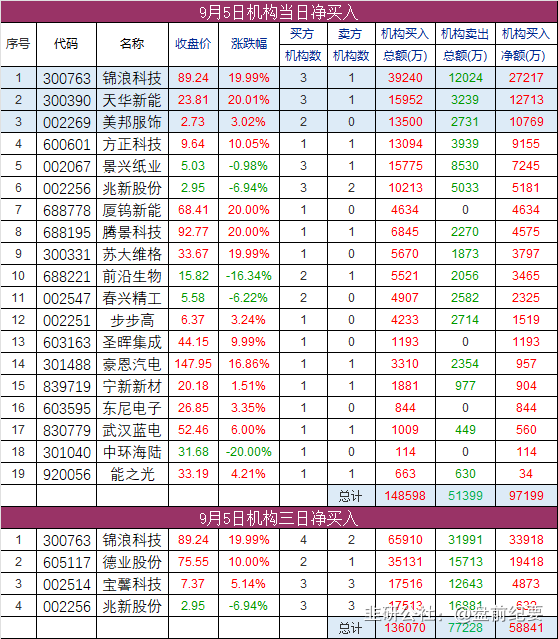 9月5日机构当日净买入
序号 代码 名称 收盘价 涨跌幅 买方机构数 卖方机构数 机构买入总额(万) 机构卖出总额(万) 机构买入净额(万)
1 300763 锦浪科技 89.24 19.99% 3 1 39240 12024 27217
2 300390 天华新能 23.81 20.01% 3 1 15952 3239 12713
3 002269 美邦服饰 2.73 3.02% 2 0 13500 2731 10769
4 600601 方正科技 9.64 10.05% 1 1 13094 3939 9155
5 002067 景兴纸业 5.03 -0.98% 3 1 15775 8530 7245
6 002256 兆新股份 2.95 -6.94% 3 2 10213 5033 5181
7 688778 厦钨新能 68.41 20.00% 1 0 4634 0 4634
8 688195 腾景科技 92.77 20.00% 1 1 6845 2270 4575
9 300331 苏大维格 33.67 19.99% 1 0 5670 1873 3797
10 688221 前沿生物 15.82 -16.34% 2 1 5521 2056 3465
11 002547 春兴精工 5.58 -6.22% 2 0 4907 2582 2325
12 002251 步步高 6.37 3.24% 1 0 4233 2714 1519
13 603163 圣晖集成 44.15 9.99% 1 0 1193 0 1193
14 301488 豪恩汽电 147.95 16.86% 1 1 3310 2354 957
15 839719 宁新新材 20.18 1.51% 1 1 1881 977 904
16 603595 东尼电子 26.85 3.35% 1 0 844 0 844
17 830779 武汉蓝电 52.46 6.00% 1 1 1009 449 560
18 301040 中环海陆 31.68 -20.00% 1 0 114 0 114
19 920056 能之光 33.19 4.21% 1 1 663 630 34
总计 148598 51399 97199
9月5日机构三日净买入
1 300763 锦浪科技 89.24 19.99% 4 2 65910 31991 33918
2 605117 德业股份 75.55 10.00% 2 1 35131 15713 19418
3 002514 宝馨科技 7.37 5.14% 3 3 17516 12643 4873
4 002256 兆新股份 2.95 -6.94% 3 3 17513 16881 632
总计 136070 77228 58841
韭研公社：@盘前纪要